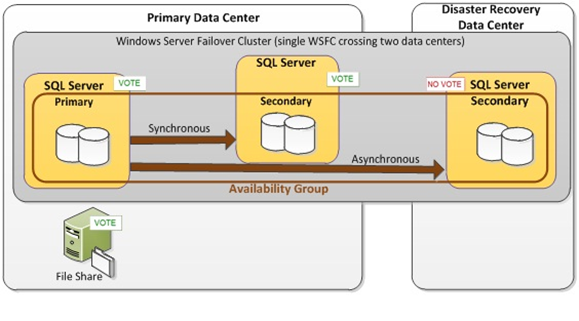 Primary Data Center
Disaster Recovery
Data Center
Windows Server Failover Cluster (single WSFC crossing two data centers)
SQL Server
VOTE
Primary
SQL Server
VOTE
Secondary
NO VOTE
SQL Server
Secondary
Synchronous
Asynchronous
Availability Group
VOTE
File Share